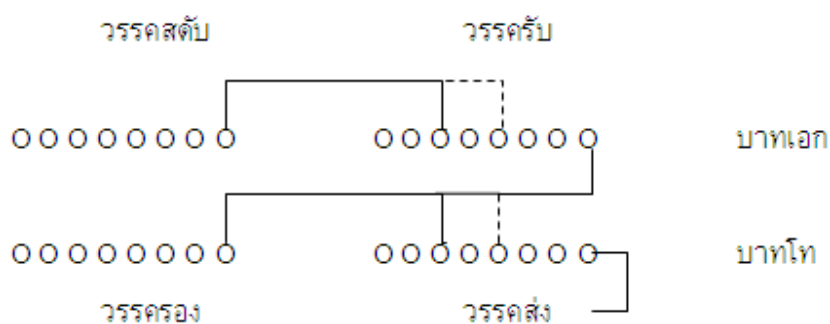 วรรคสดับ วรรครับ
O O O O O O O O O O O O O O O O บาทเอก
O O O O O O O O O O O O O O O O บาทโท
วรรครอง วรรคส่ง